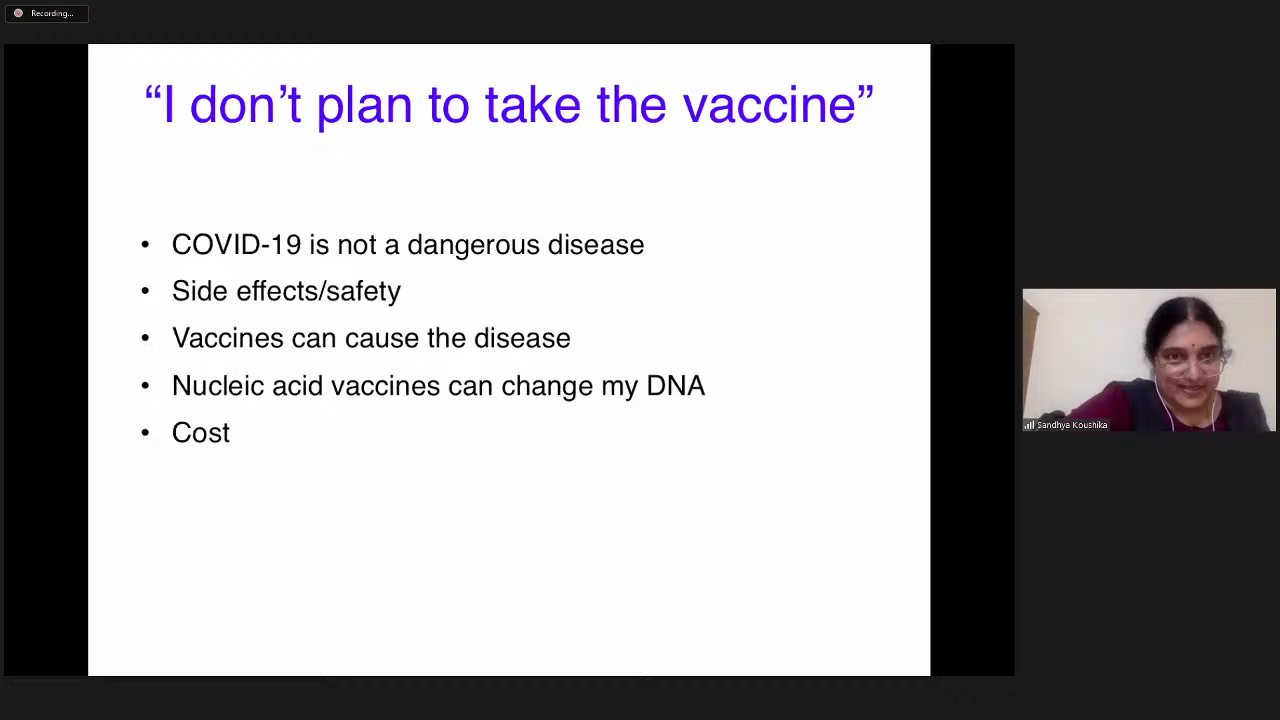 Recording...
“I don’t plan to take the vaccine”
• COVID-19 is not a dangerous disease
• Side effects/safety
• Vaccines can cause the disease
• Nucleic acid vaccines can change my DNA
• Cost
Sandhya Koushika